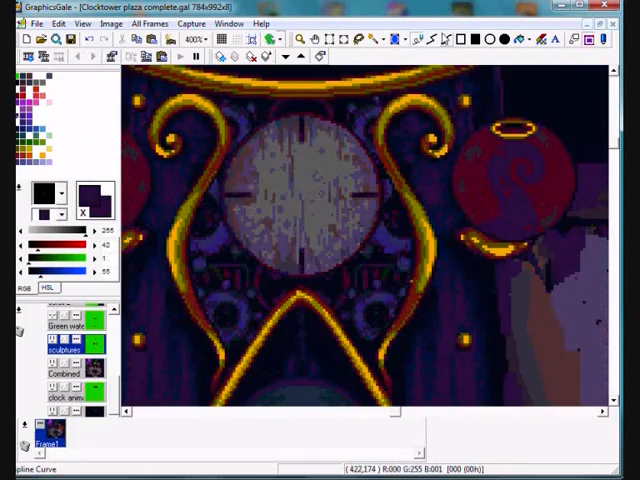 GraphicsGale - [Clocktower plaza complete.gal 784x992x8]
File Edit View Image All Frames Capture Window Help
400%
A
X
255
42
1
55
RGB HSL
Green wate
sculptures
Combined
clock anim
Frame1
pline Curve
( 422,174 ) R:000 G:255 B:001 [000 (00h)]